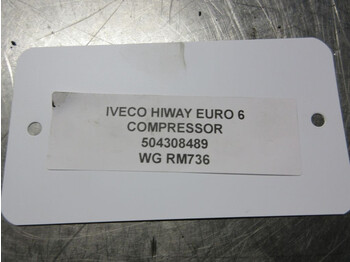 IVECO HIWAY EURO 6
COMPRESSOR
504308489
WG RM736